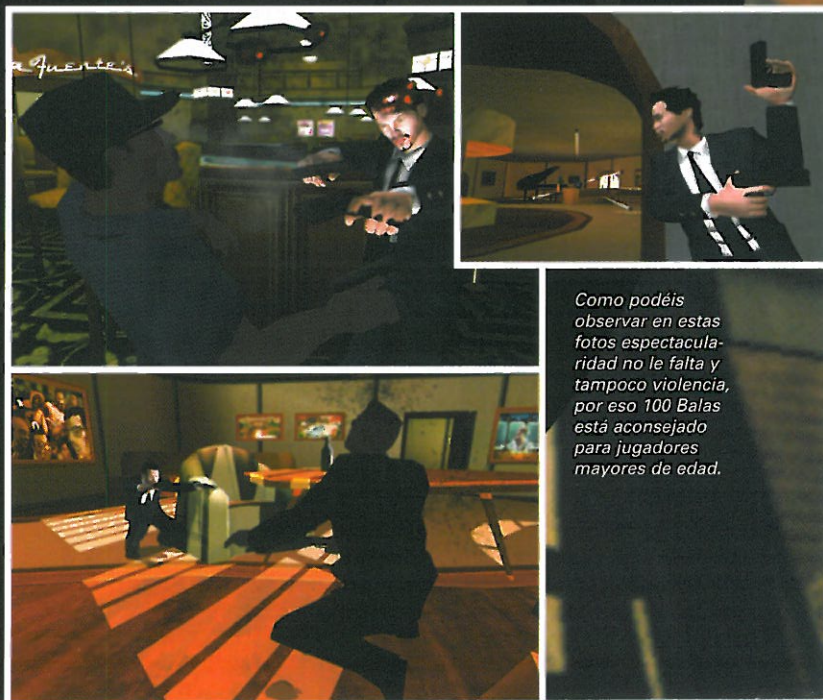 a Fuente's
Como podéis
observar en estas
fotos espectacula-
ridad no le falta y
tampoco violencia,
por eso 100 Balas
está aconsejado
para jugadores
mayores de edad.